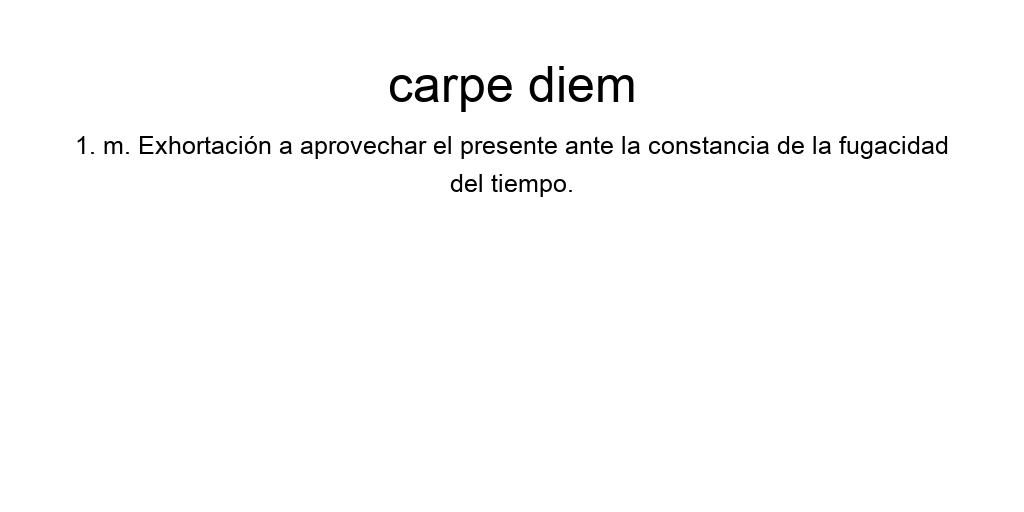 carpe diem
1. m. Exhortación a aprovechar el presente ante la constancia de la fugacidad
del tiempo.